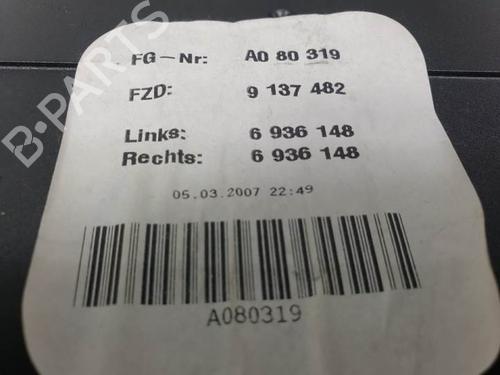 FG-Nr: A0 80 319
FZD: 9 137 482
Links: 6 936 148
Rechts: 6 936 148
05.03.2007 22:49
A080319
B-PARTS